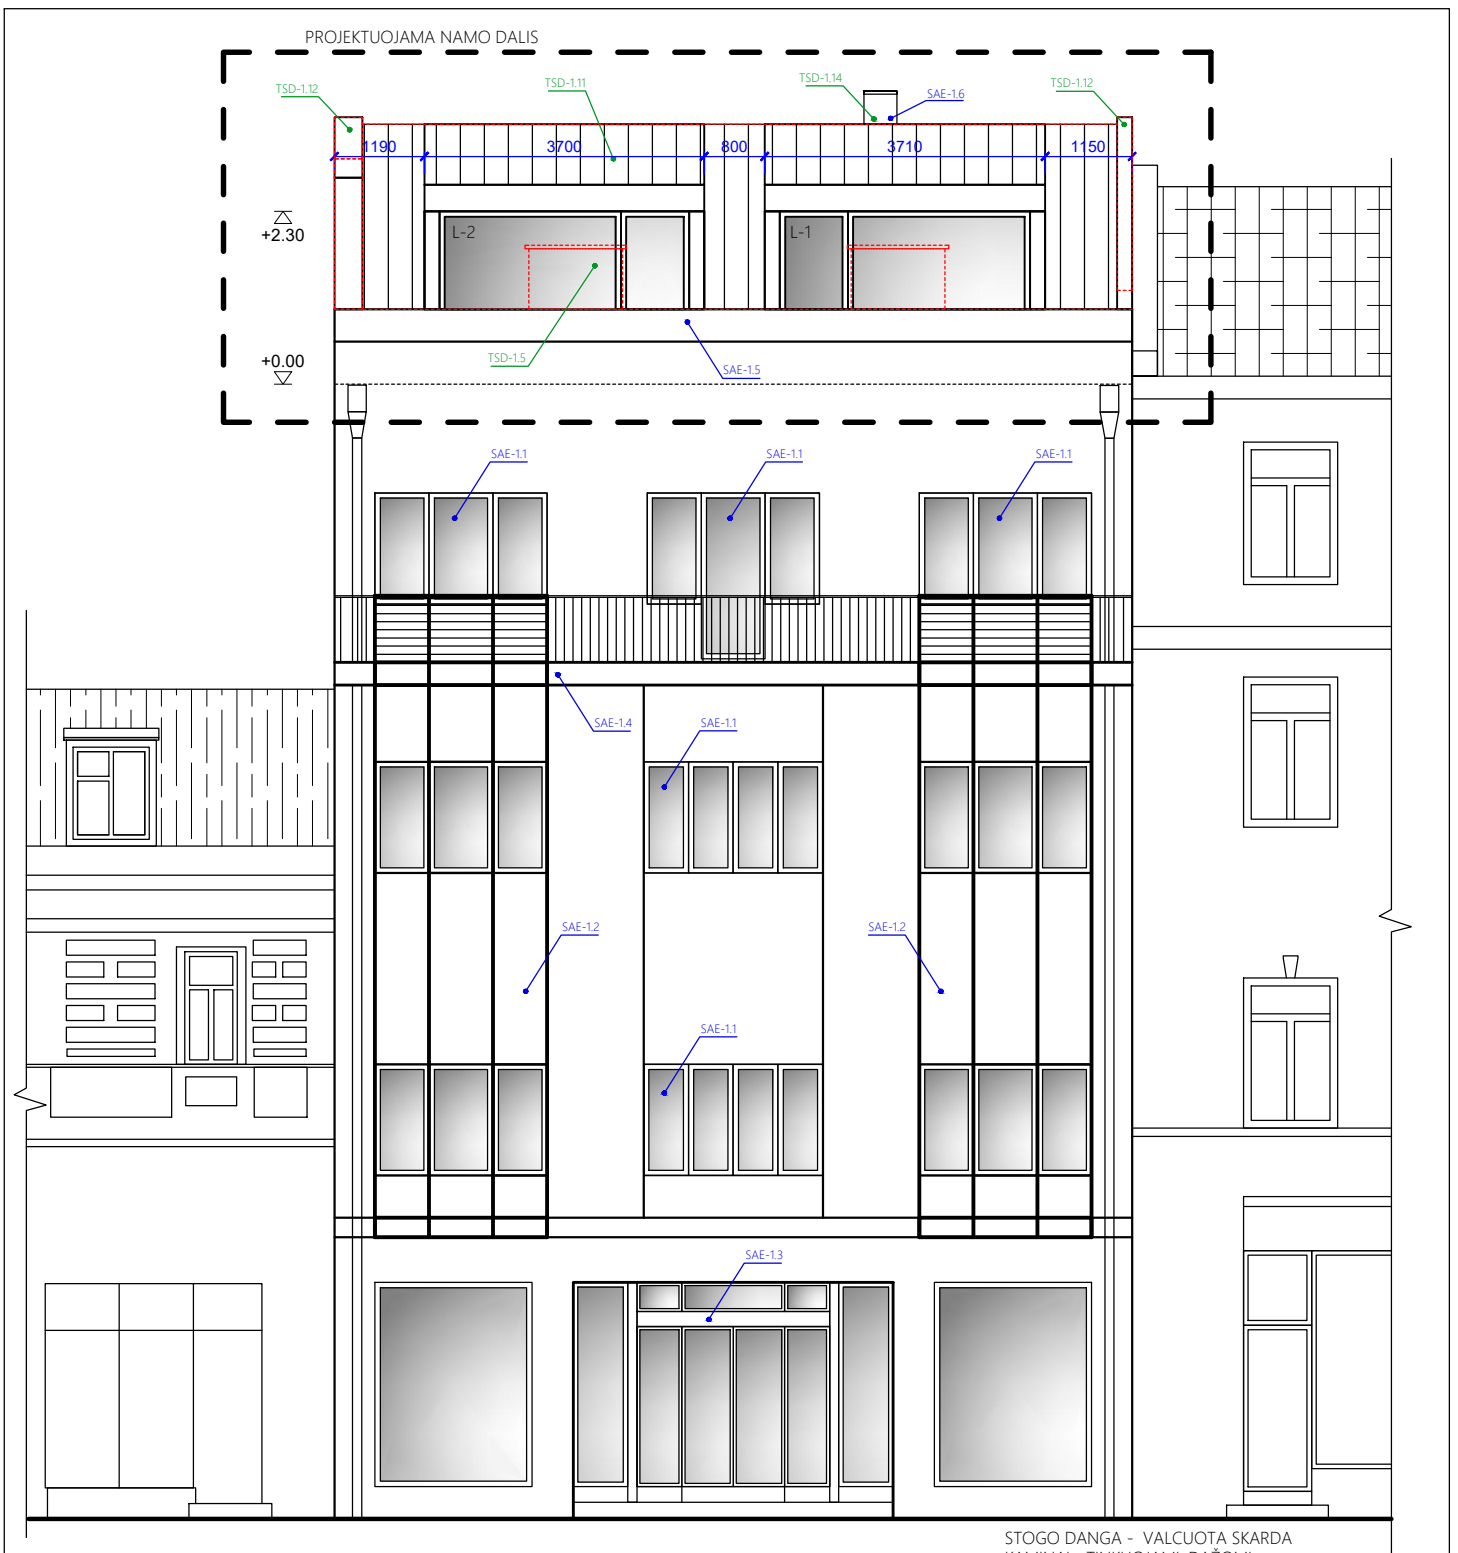 PROJEKTUOJAMA NAMO DALIS
TSD-1.12
TSD-1.11
TSD-1.14
SAE-1.6
TSD-1.12
1190
3700
800
3710
1150
+2.30
L-2
L-1
+0.00
TSD-1.5
SAE-1.5
SAE-1.1
SAE-1.1
SAE-1.1
SAE-1.4
SAE-1.1
SAE-1.2
SAE-1.2
SAE-1.1
SAE-1.3
STOGO DANGA - VALCUOTA SKARDA